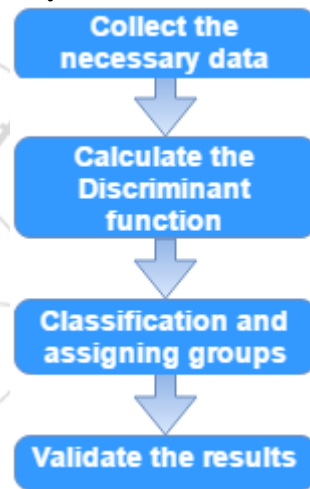 Collect the
necessary data
Calculate the
Discriminant
function
Classification and
assigning groups
Validate the results